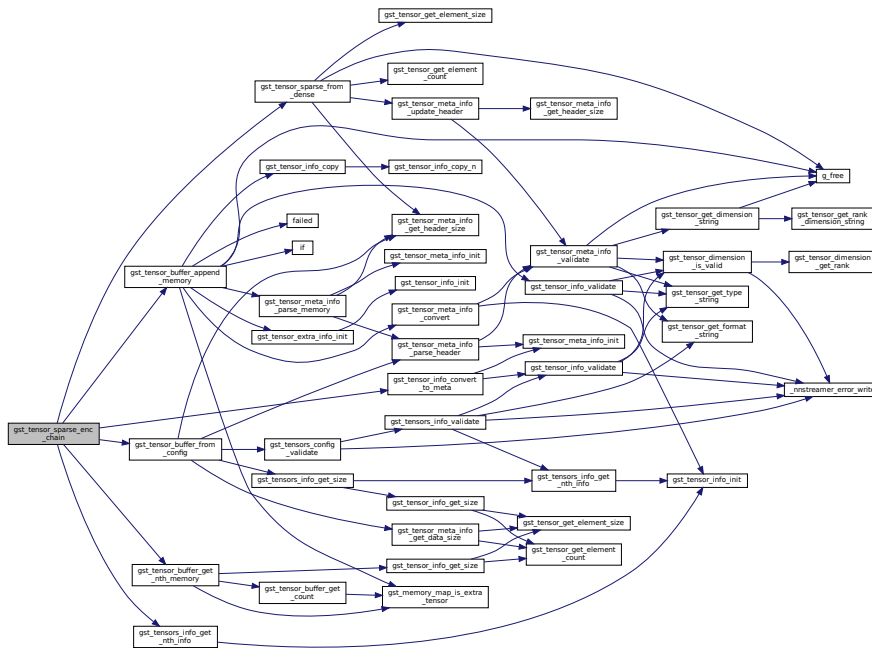 gst_tensor_get_element_size
gst_tensor_get_element
_count
gst_tensor_sparse_from
_dense
gst_tensor_meta_info
_update_header
gst_tensor_meta_info
_get_header_size
gst_tensor_info_copy
gst_tensor_info_copy_n
g_free
failed
gst_tensor_meta_info
_get_header_size
gst_tensor_get_dimension
_string
gst_tensor_get_rank
_dimension_string
if
gst_tensor_meta_info_init
gst_tensor_meta_info
_validate
gst_tensor_dimension
_is_valid
gst_tensor_dimension
_get_rank
gst_tensor_buffer_append
_memory
gst_tensor_info_init
gst_tensor_info_validate
gst_tensor_get_type
_string
gst_tensor_meta_info
_parse_memory
gst_tensor_meta_info
_convert
gst_tensor_get_format
_string
gst_tensor_extra_info_init
gst_tensor_meta_info
_parse_header
gst_tensor_meta_info_init
gst_tensor_info_convert
_to_meta
gst_tensor_info_validate
_nnstreamer_error_write
gst_tensor_sparse_enc
_chain
gst_tensors_info_validate
gst_tensor_buffer_from
_config
gst_tensors_config
_validate
gst_tensors_info_get_size
gst_tensors_info_get
_nth_info
gst_tensor_info_init
gst_tensor_info_get_size
gst_tensor_get_element_size
gst_tensor_meta_info
_get_data_size
gst_tensor_get_element
_count
gst_tensor_buffer_get
_nth_memory
gst_tensor_info_get_size
gst_tensor_buffer_get
_count
gst_memory_map_is_extra
_tensor
gst_tensors_info_get
_nth_info